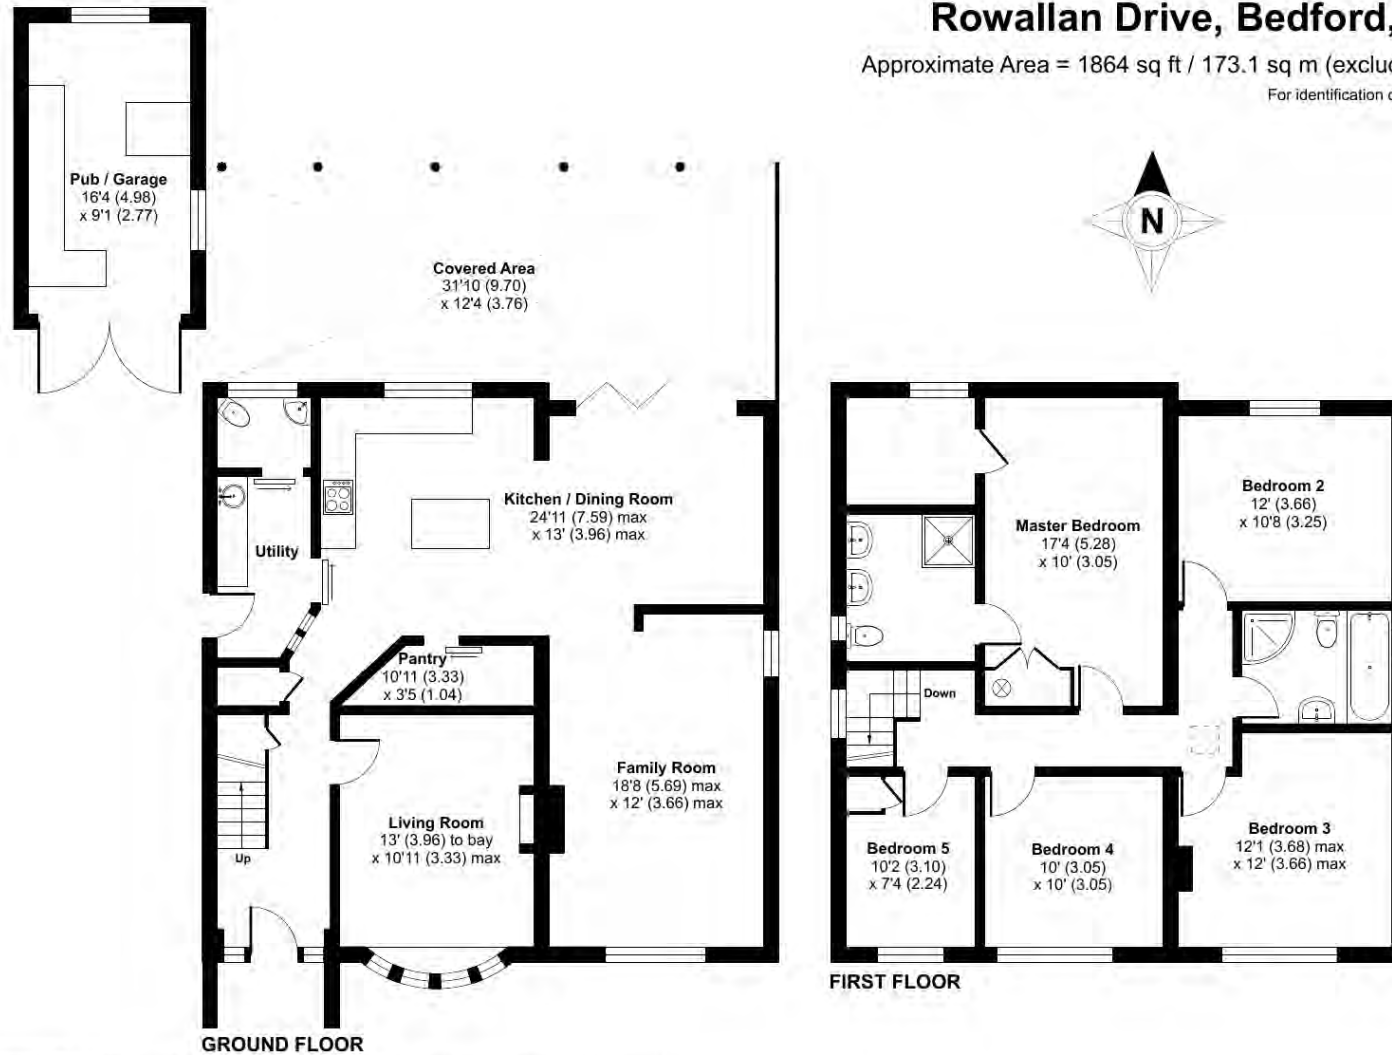 Rowallan Drive, Bedford,
Approximate Area = 1864 sq ft / 173.1 sq m (exclu
For identification
N
Pub / Garage
16'4 (4.98)
x 9'1 (2.77)
Covered Area
31'10 (9.70)
x 12'4 (3.76)
Kitchen / Dining Room
24'11 (7.59) max
x 13' (3.96) max
Utility
Pantry
10'11 (3.33)
x 3'5 (1.04)
Family Room
18'8 (5.69) max
x 12' (3.66) max
Living Room
13' (3.96) to bay
x 10'11 (3.33) max
Up
GROUND FLOOR
Master Bedroom
17'4 (5.28)
x 10' (3.05)
Bedroom 2
12' (3.66)
x 10'8 (3.25)
Down
Bedroom 5
10'2 (3.10)
x 7'4 (2.24)
Bedroom 4
10' (3.05)
x 10' (3.05)
Bedroom 3
12'1 (3.68) max
x 12' (3.66) max
FIRST FLOOR